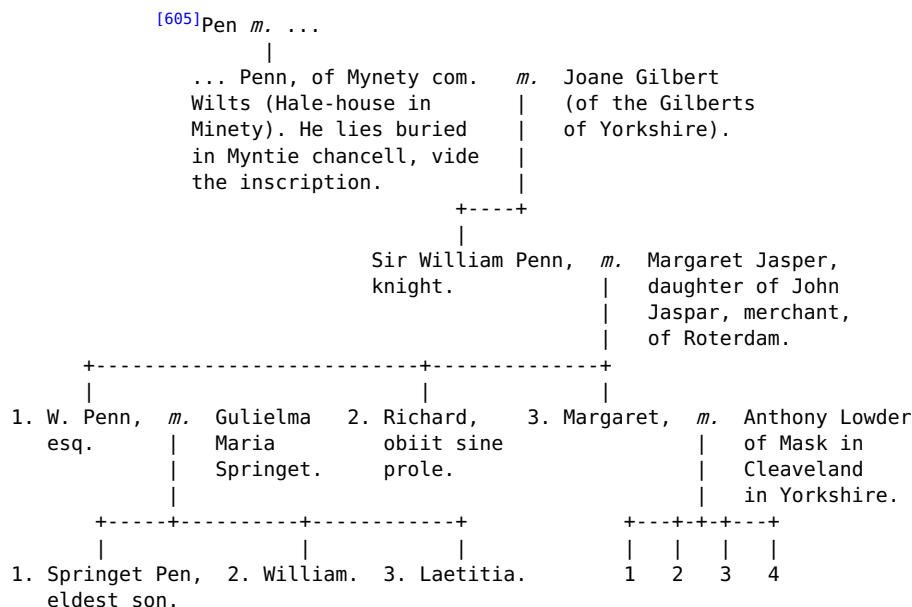 [605]Pen m. ...
... Penn, of Mynety com. m. Joane Gilbert
Wilts (Hale-house in (of the Gilberts
Minety). He lies buried of Yorkshire).
in Myntie chancell, vide
the inscription.
Sir William Penn, m. Margaret Jasper,
knight. daughter of John
Jaspar, merchant,
of Roterdam.
1. W. Penn, m. Gulielma 2. Richard, 3. Margaret, m. Anthony Lowder
esq. Maria obiit sine of Mask in
Springet. prole. Cleaveland
in Yorkshire.
1. Springet Pen, 2. William. 3. Laetitia. 1 2 3 4
eldest son.